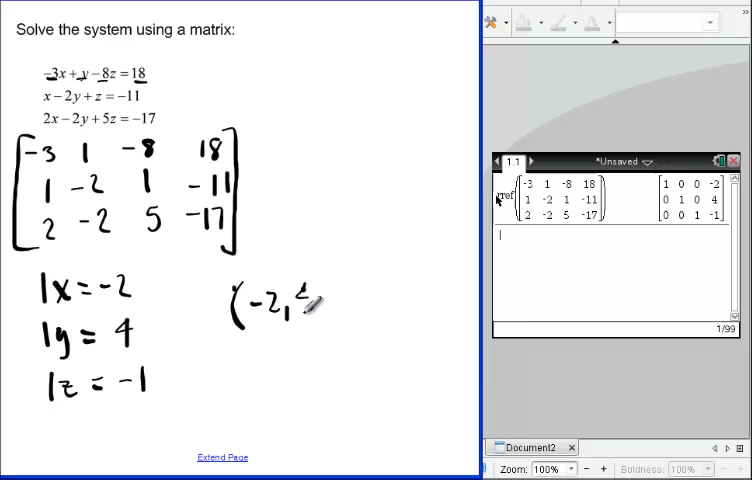 Solve the system using a matrix:
-3x + y - 8z = 18
x - 2y + z = -11
2x - 2y + 5z = -17
-3 1 -8 18
1 -2 1 -11
2 -2 5 -17
1x = -2
1y = 4
1z = -1
(-2, 4
Extend Page
1.1 *Unsaved
rref
-3 1 -8 18
1 -2 1 -11
2 -2 5 -17
1 0 0 -2
0 1 0 4
0 0 1 -1
1/99
Document2
Zoom: 100% Boldness: 100%